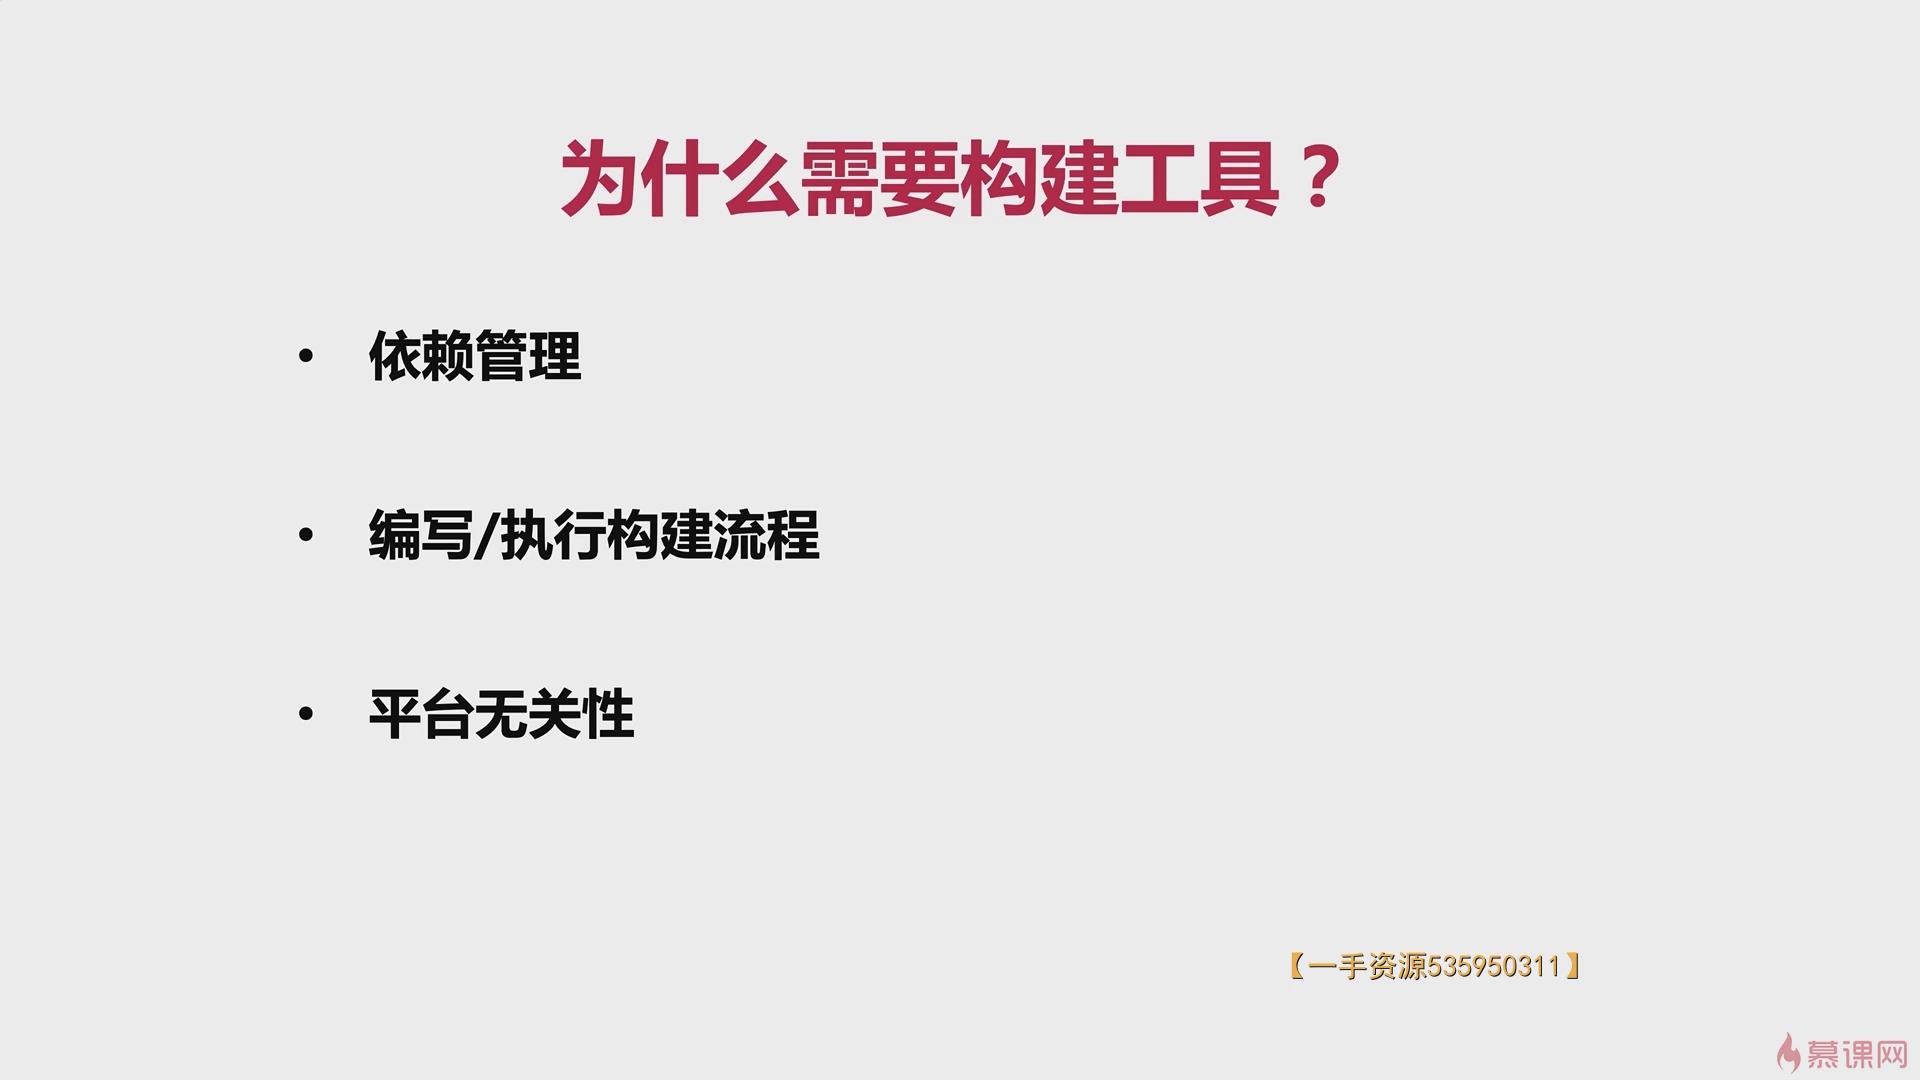 为什么需要构建工具？
• 依赖管理
• 编写/执行构建流程
• 平台无关性
【一手资源535950311】
慕课网